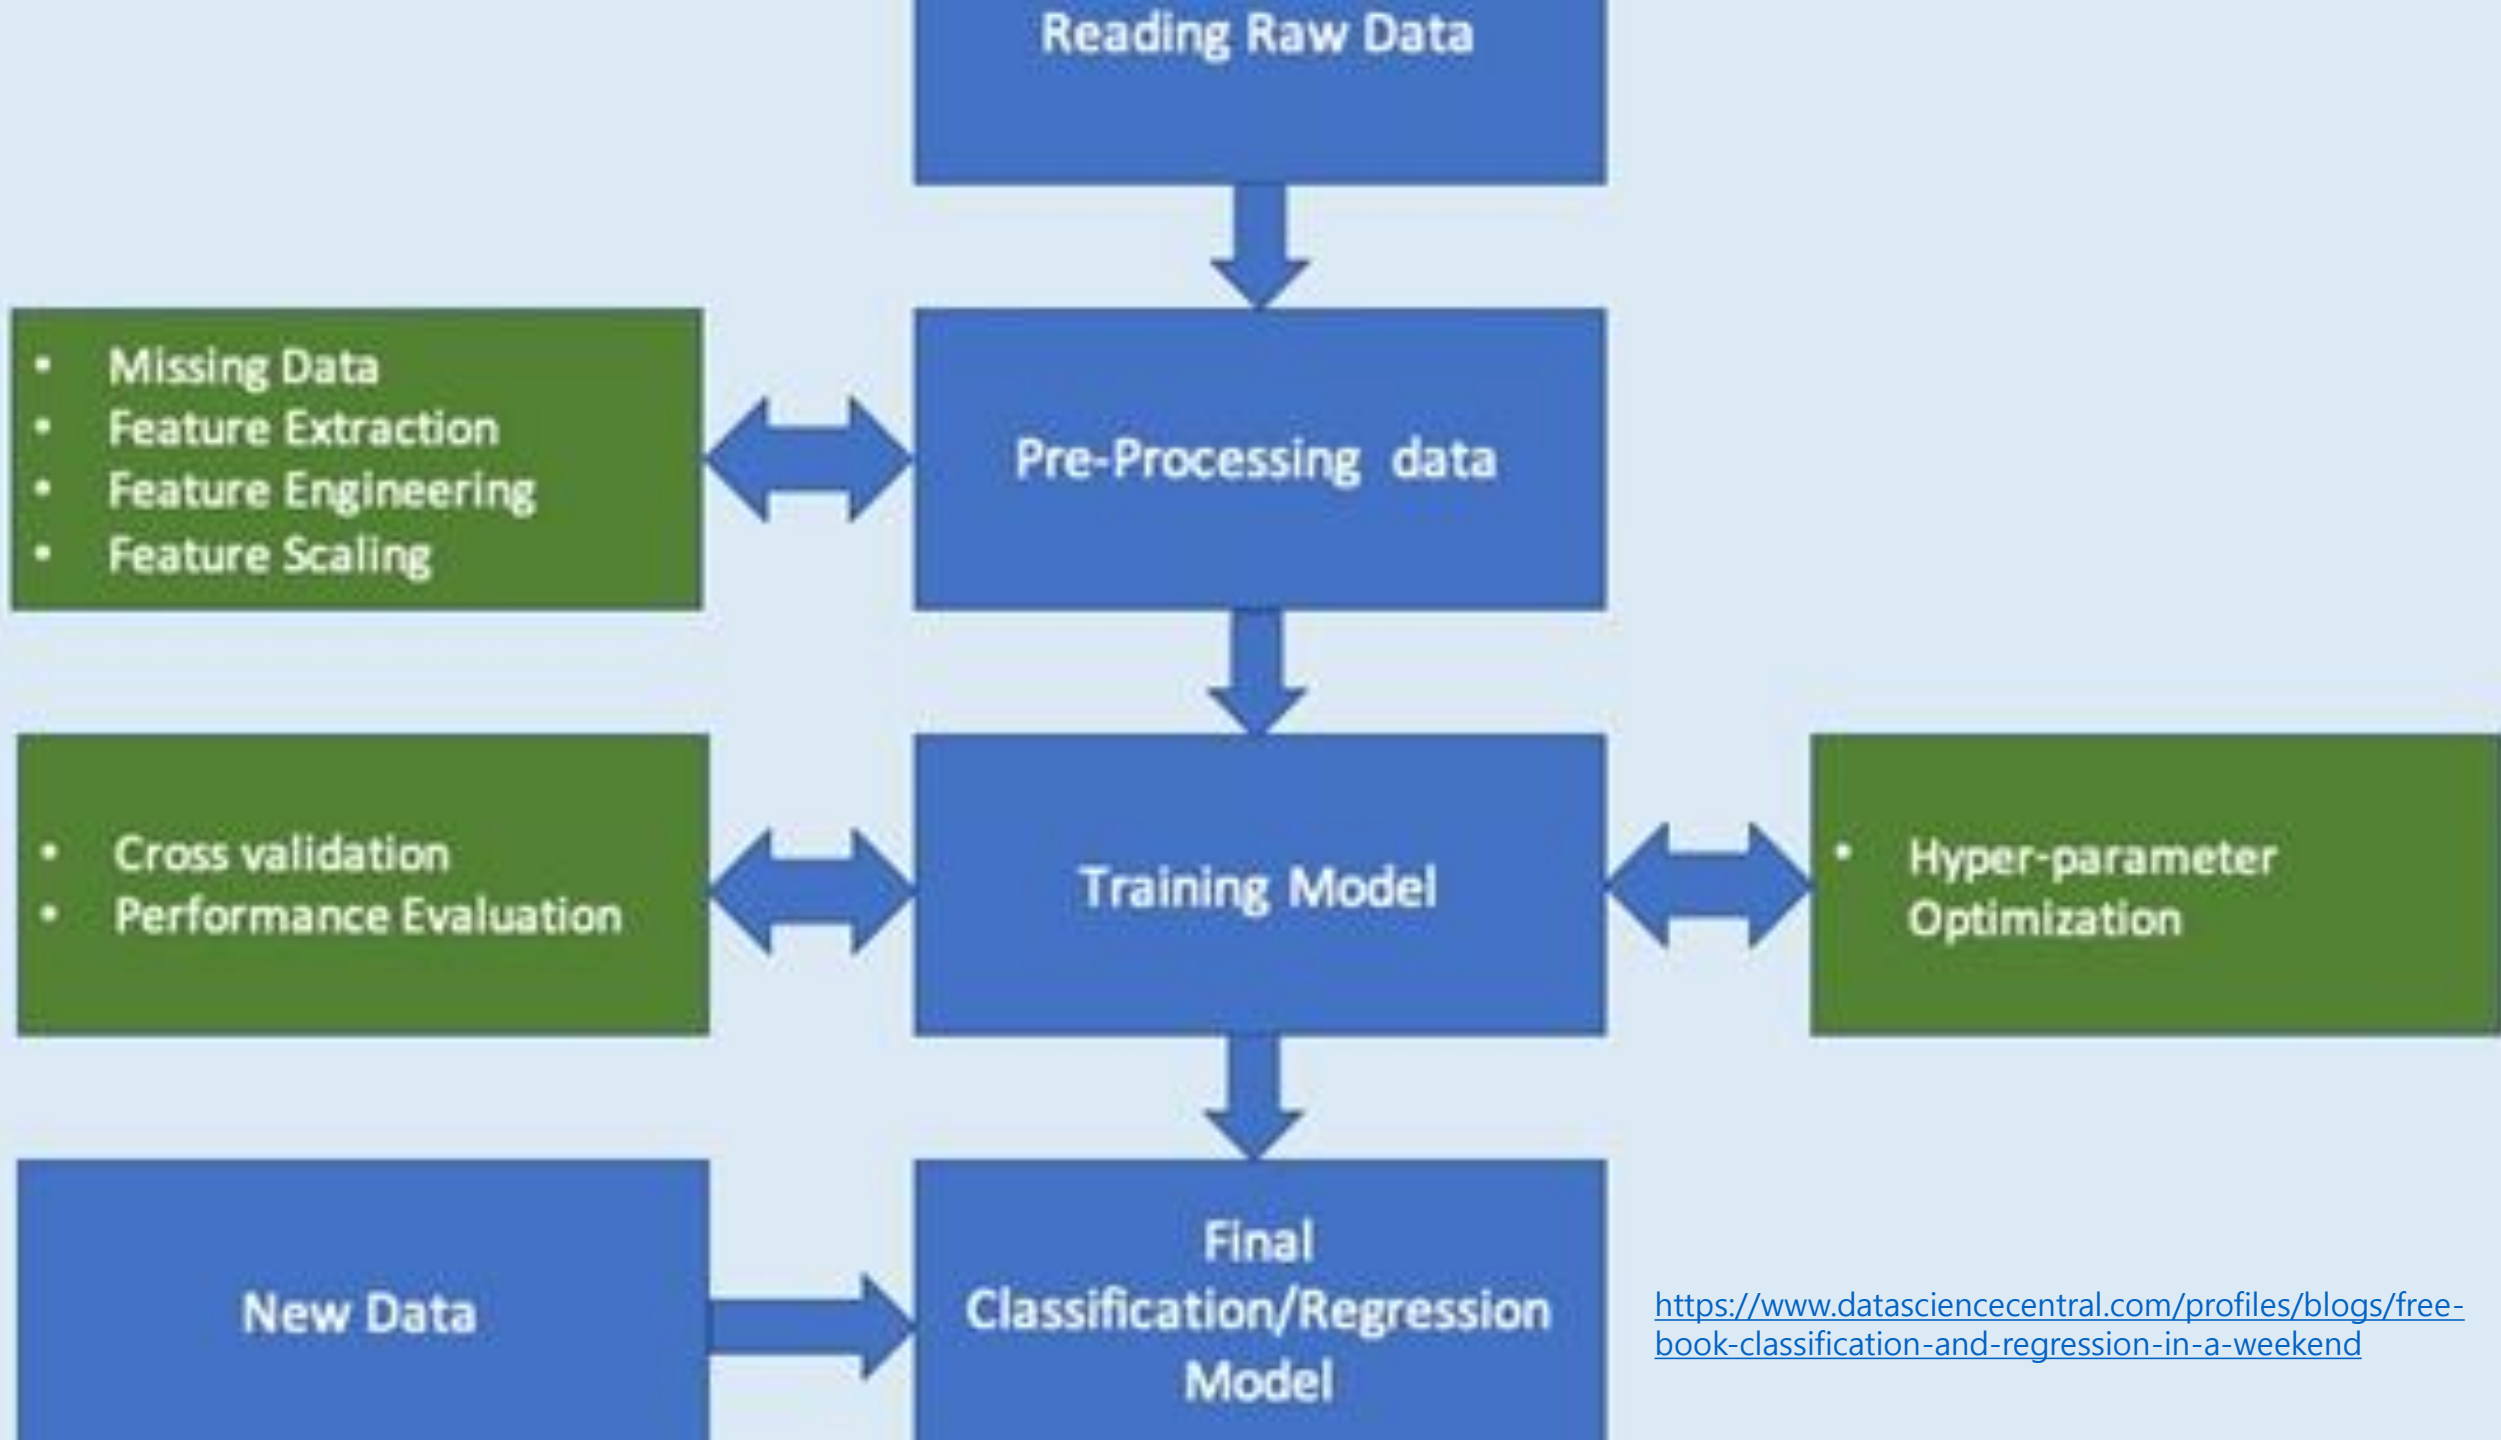 Reading Raw Data
• Missing Data
• Feature Extraction
• Feature Engineering
• Feature Scaling
Pre-Processing data
• Cross validation
• Performance Evaluation
Training Model
• Hyper-parameter
Optimization
New Data
Final
Classification/Regression
Model
https://www.datasciencecentral.com/profiles/blogs/free-
book-classification-and-regression-in-a-weekend